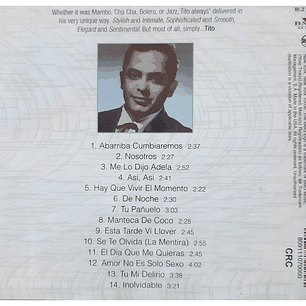 Whether it was Mambo, Cha Cha, Bolero, or Jazz, Tito always delivered in
his very unique way. Stylish and Intimate, Sophisticated and Smooth,
Elegant and Sentimental. But most of all, simply... Tito.
1. Abarriba Cumbiaremos 2:37
2. Nosotros 2:27
3. Me Lo Dijo Adela 2:25
4. Asi, Asi 2:41
5. Hay Que Vivir El Momento 2:22
6. De Noche 2:30
7. Tu Pañuelo 3:03
8. Manteca De Coco 2:28
9. Esta Tarde Ví Llover 2:41
10. Se Te Olvida (La Mentira) 2:55
11. El Dia Que Me Quieras 2:41
12. Amor No Es Solo Sexo 4:02
13. Tu Mi Delirio 3:38
14. Inolvidable 3:21
CRC